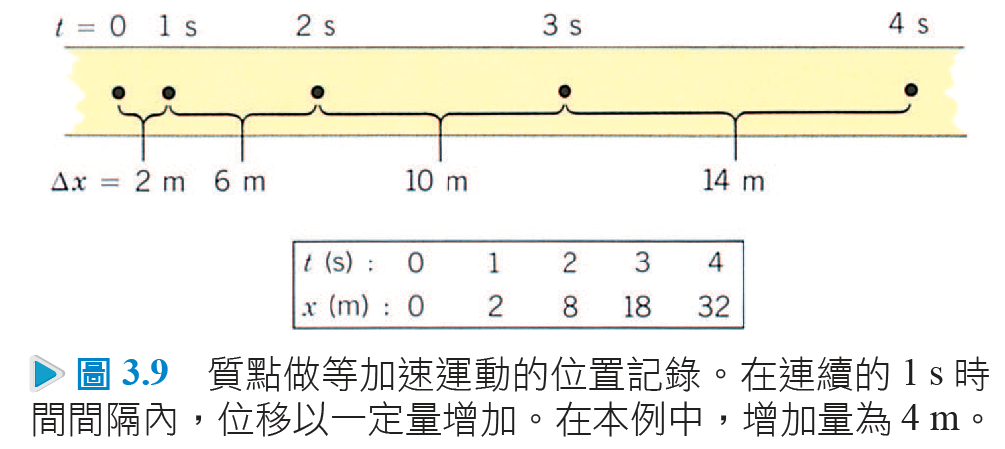 t = 0 1 s 2 s 3 s 4 s
Δx = 2 m 6 m 10 m 14 m
t (s) : 0 1 2 3 4
x (m) : 0 2 8 18 32
圖 3.9 質點做等加速運動的位置記錄。在連續的 1 s 時
間間隔內，位移以一定量增加。在本例中，增加量為 4 m。